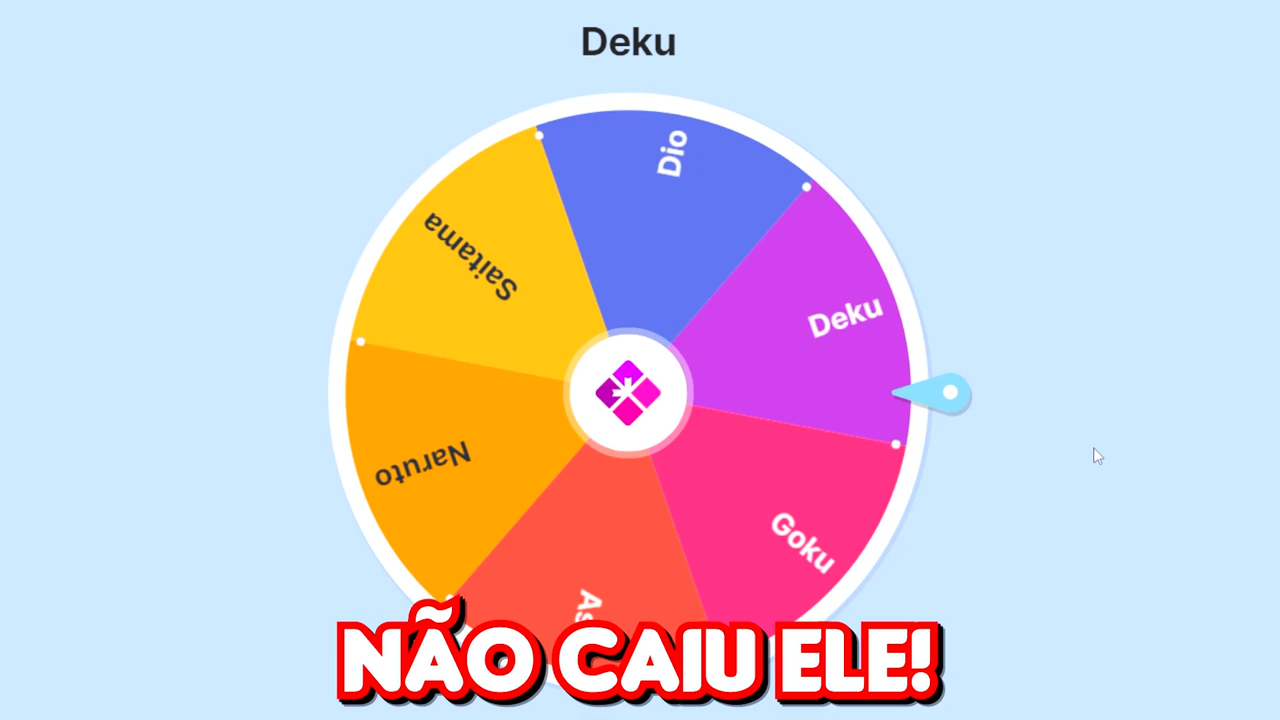 Deku
Dio
Saitama
Deku
Naruto
Goku
NÃO CAIU ELE!